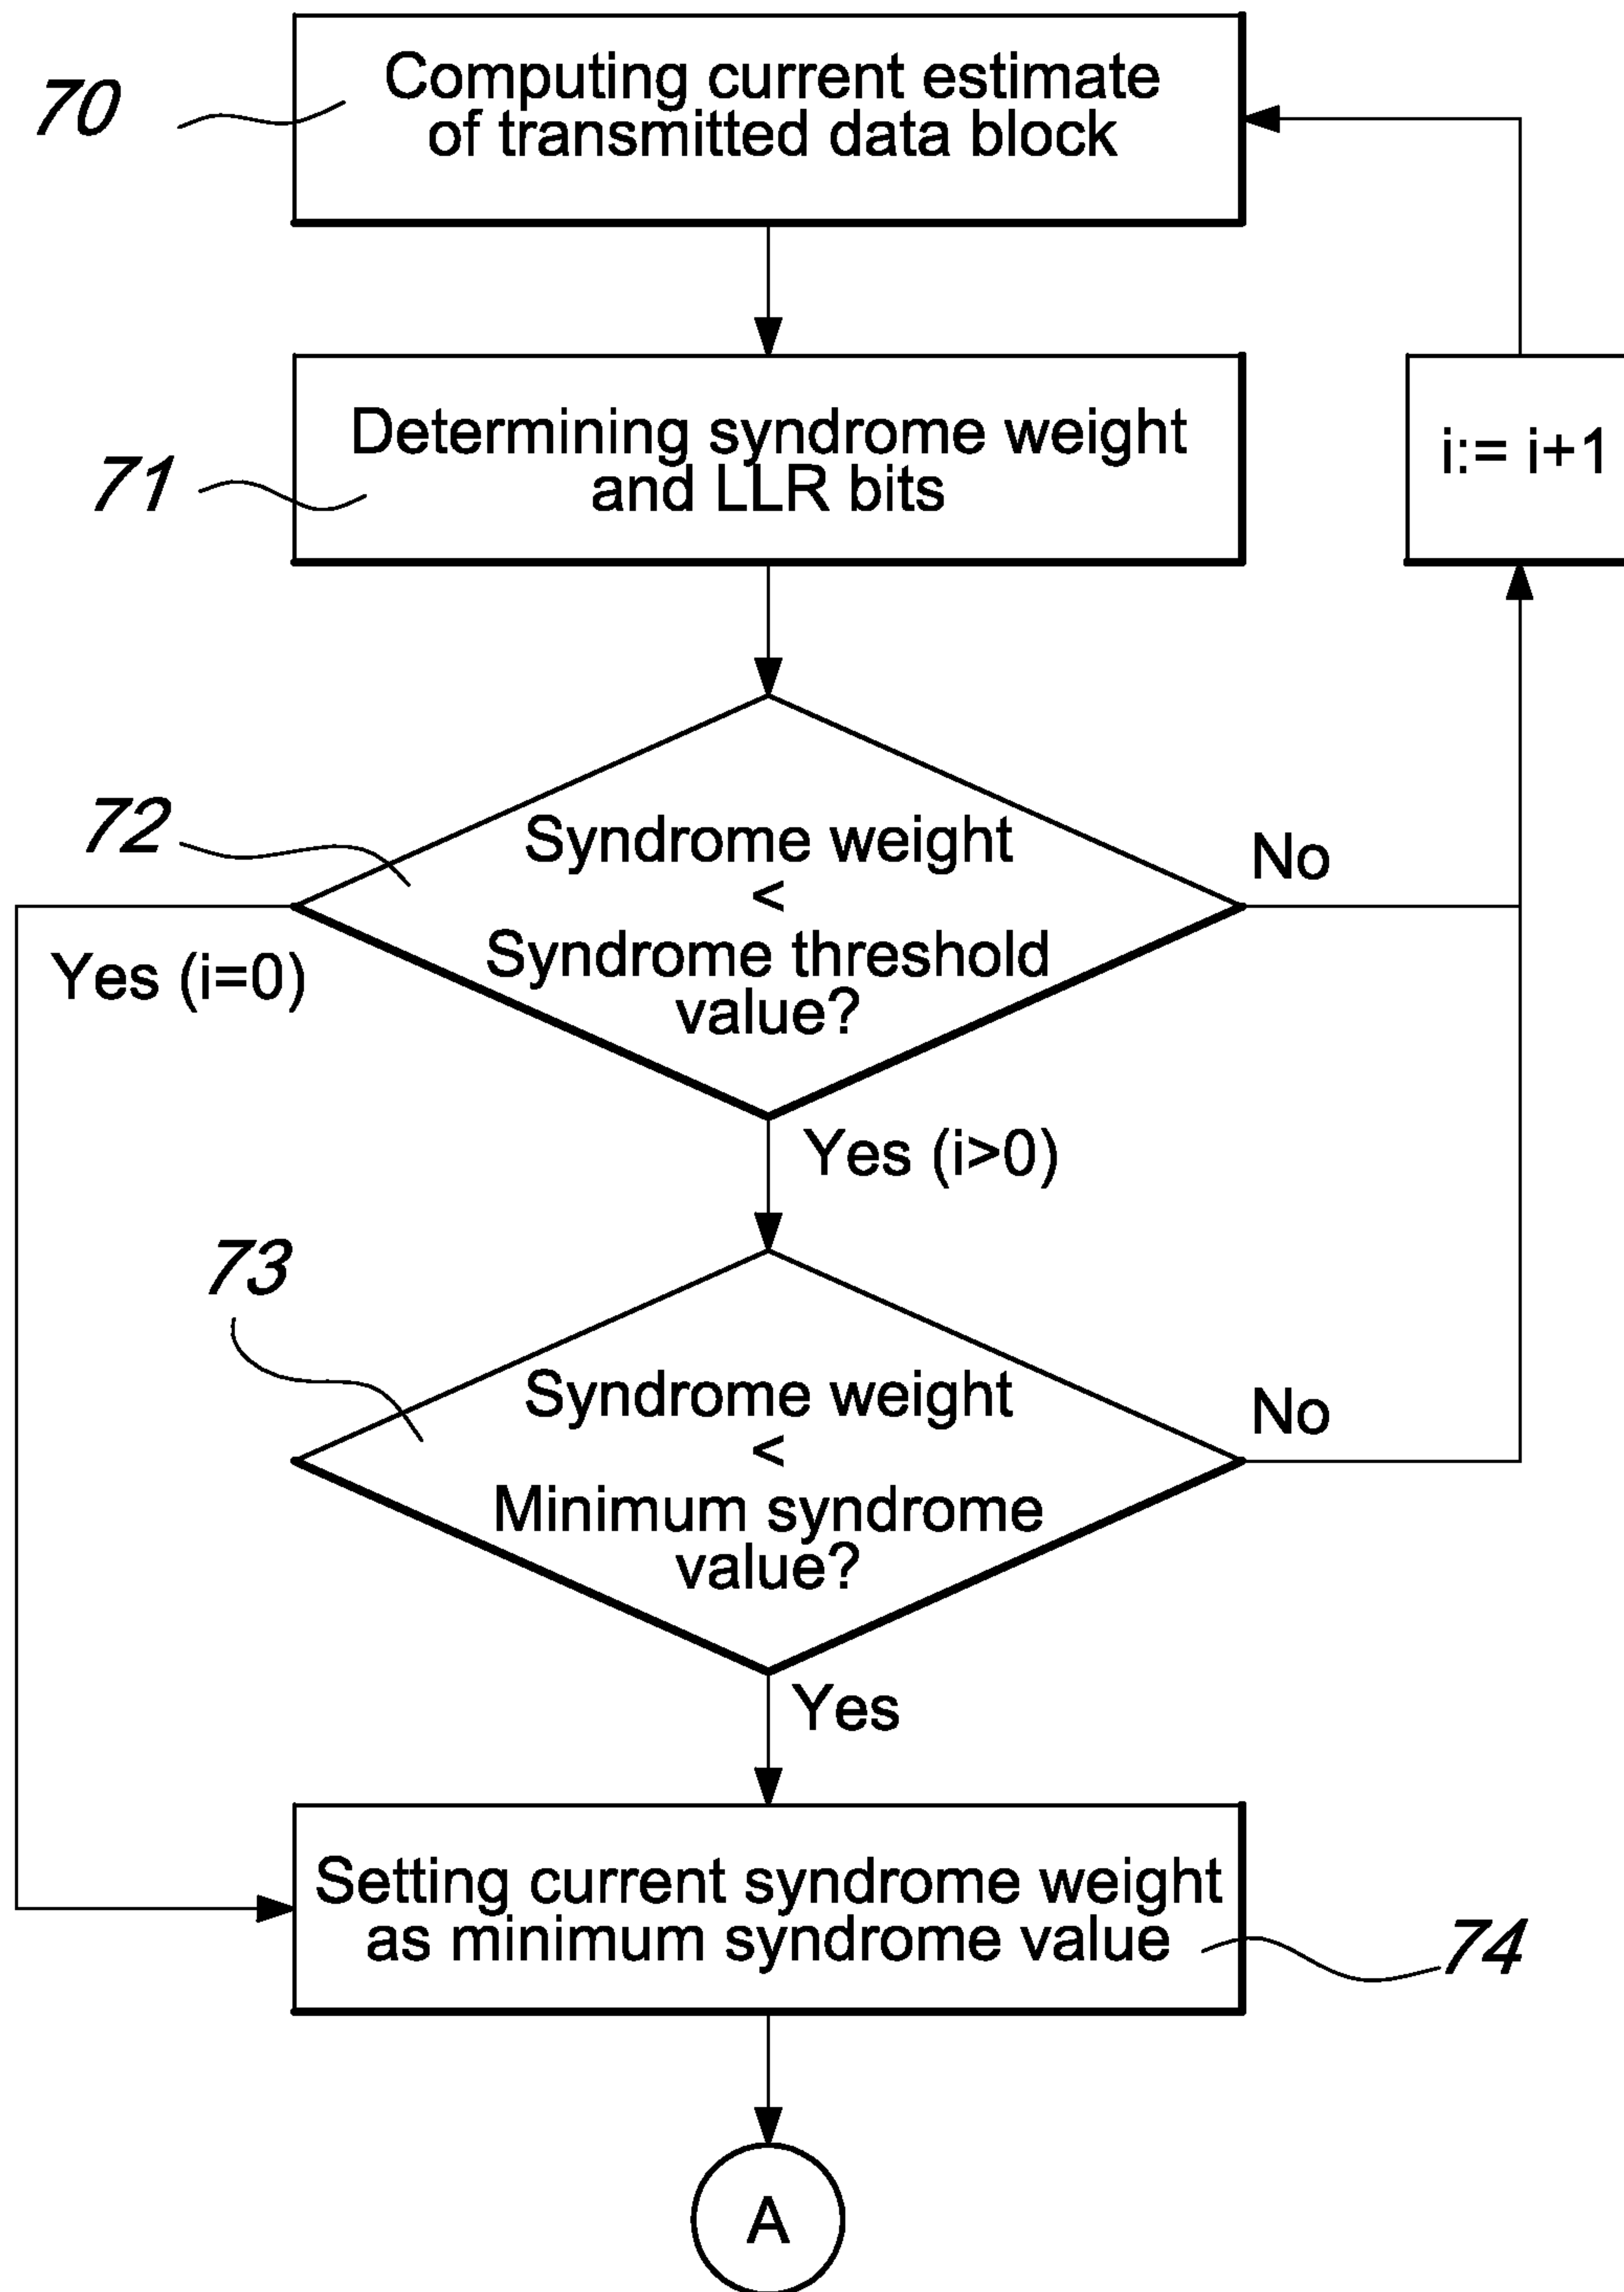 70
Computing current estimate
of transmitted data block
71
Determining syndrome weight
and LLR bits
i:= i+1
72
Syndrome weight
<
Syndrome threshold
value?
No
Yes (i=0)
Yes (i>0)
73
Syndrome weight
<
Minimum syndrome
value?
No
Yes
Setting current syndrome weight
as minimum syndrome value
74
A